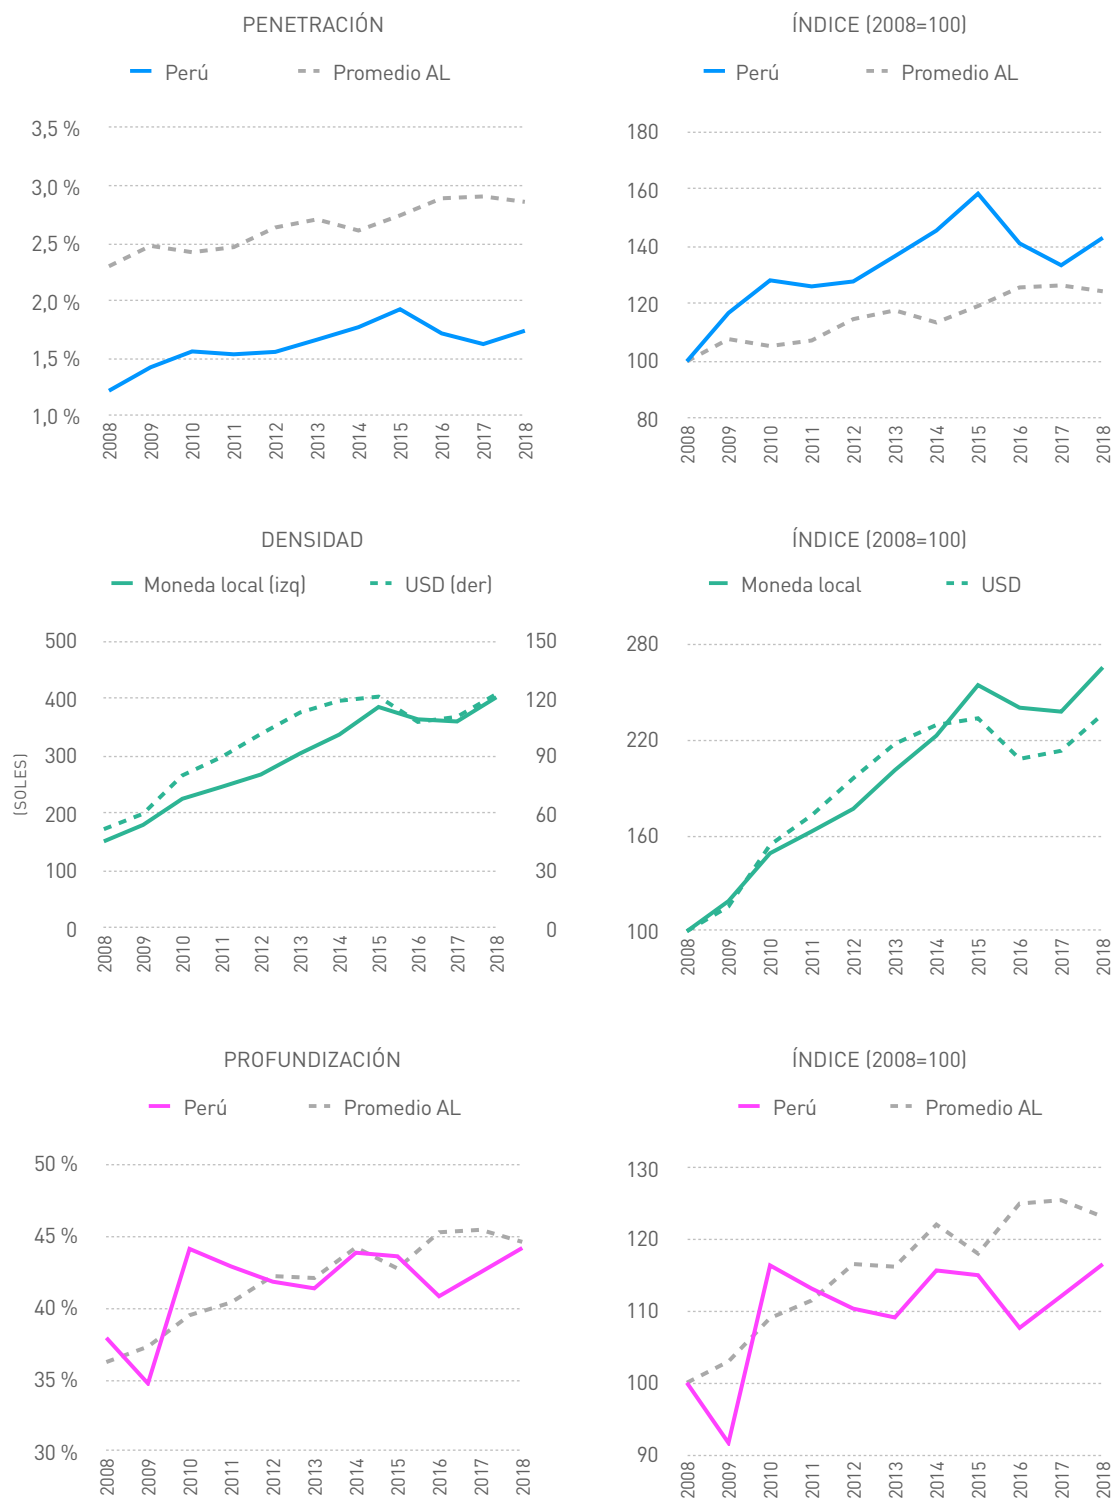 PENETRACIÓN
Perú Promedio AL
3,5 %
3,0 %
2,5 %
2,0 %
1,5 %
1,0 %
2008 2009 2010 2011 2012 2013 2014 2015 2016 2017 2018
ÍNDICE (2008=100)
Perú Promedio AL
180
160
140
120
100
80
2008 2009 2010 2011 2012 2013 2014 2015 2016 2017 2018
DENSIDAD
Moneda local (izq) USD (der)
(SOLES)
500 150
400 120
300 90
200 60
100 30
0 0
2008 2009 2010 2011 2012 2013 2014 2015 2016 2017 2018
ÍNDICE (2008=100)
Moneda local USD
280
220
160
100
2008 2009 2010 2011 2012 2013 2014 2015 2016 2017 2018
PROFUNDIZACIÓN
Perú Promedio AL
50 %
45 %
40 %
35 %
30 %
2008 2009 2010 2011 2012 2013 2014 2015 2016 2017 2018
ÍNDICE (2008=100)
Perú Promedio AL
130
120
110
100
90
2008 2009 2010 2011 2012 2013 2014 2015 2016 2017 2018